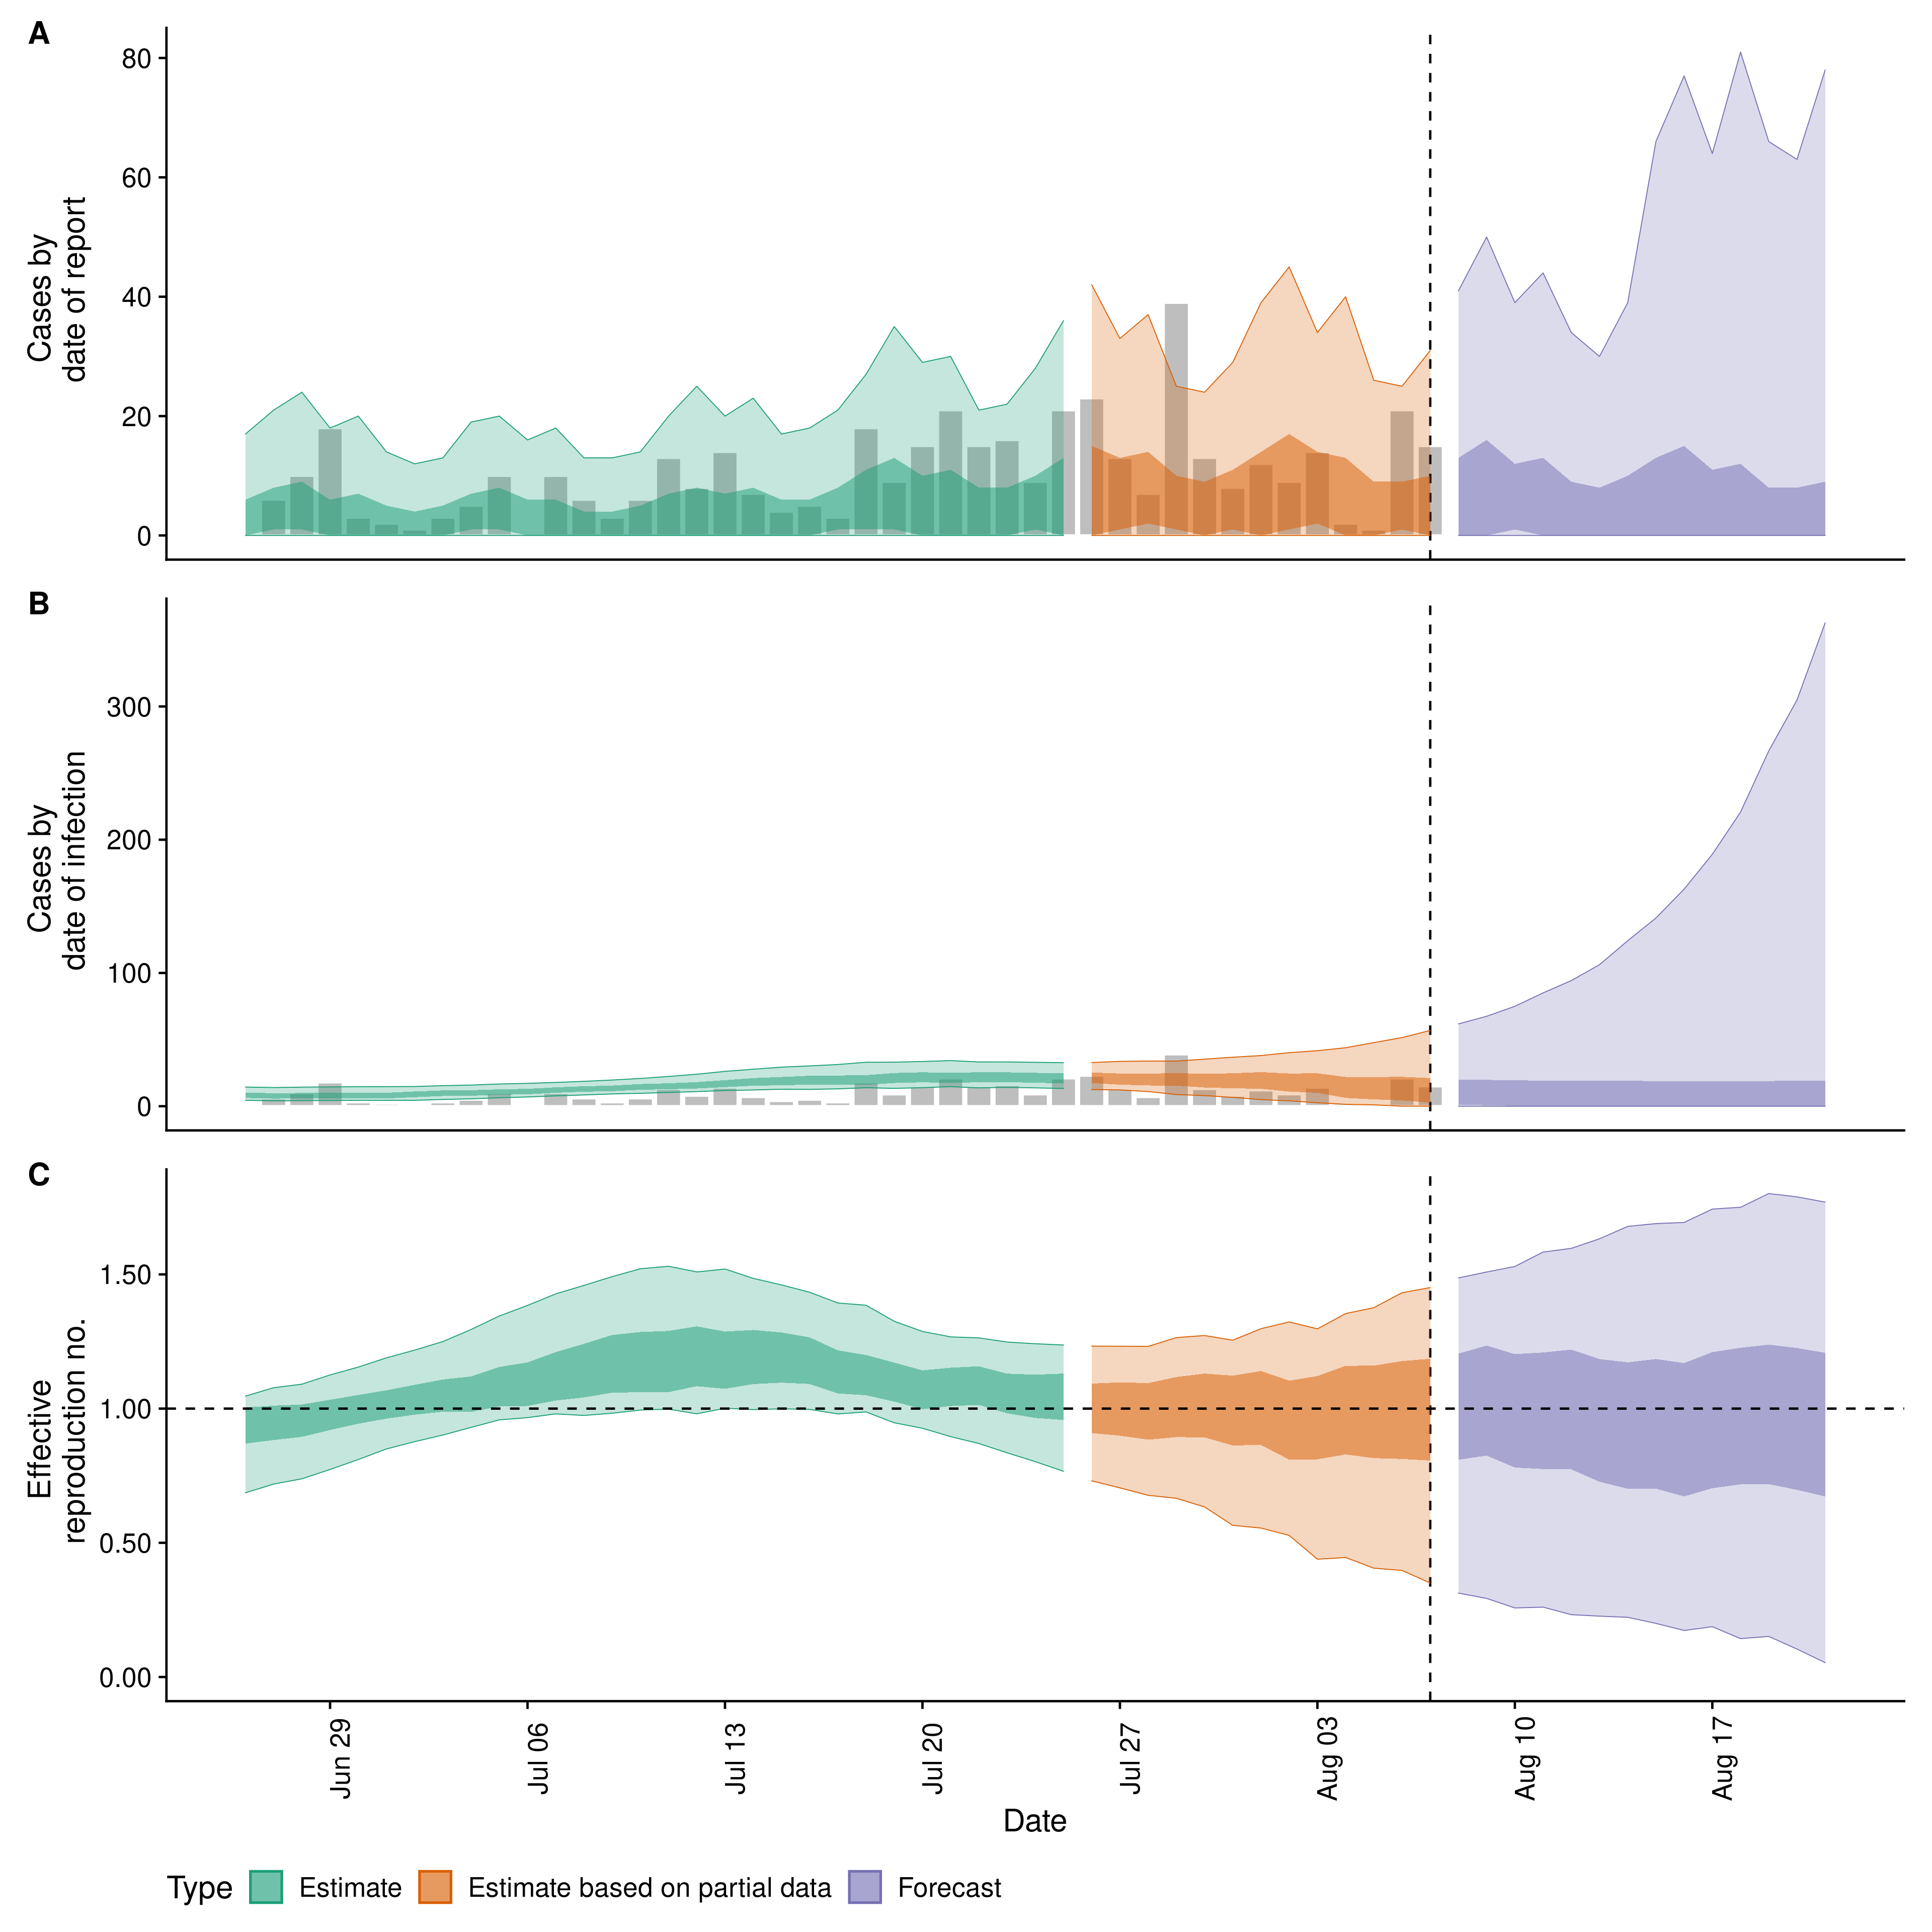 A
80
60
40
20
0
Cases by
date of report
B
300
200
100
0
Cases by
date of infection
C
1.50
1.00
0.50
0.00
Effective
reproduction no.
Jun 29
Jul 06
Jul 13
Jul 20
Jul 27
Aug 03
Aug 10
Aug 17
Date
Type Estimate Estimate based on partial data Forecast